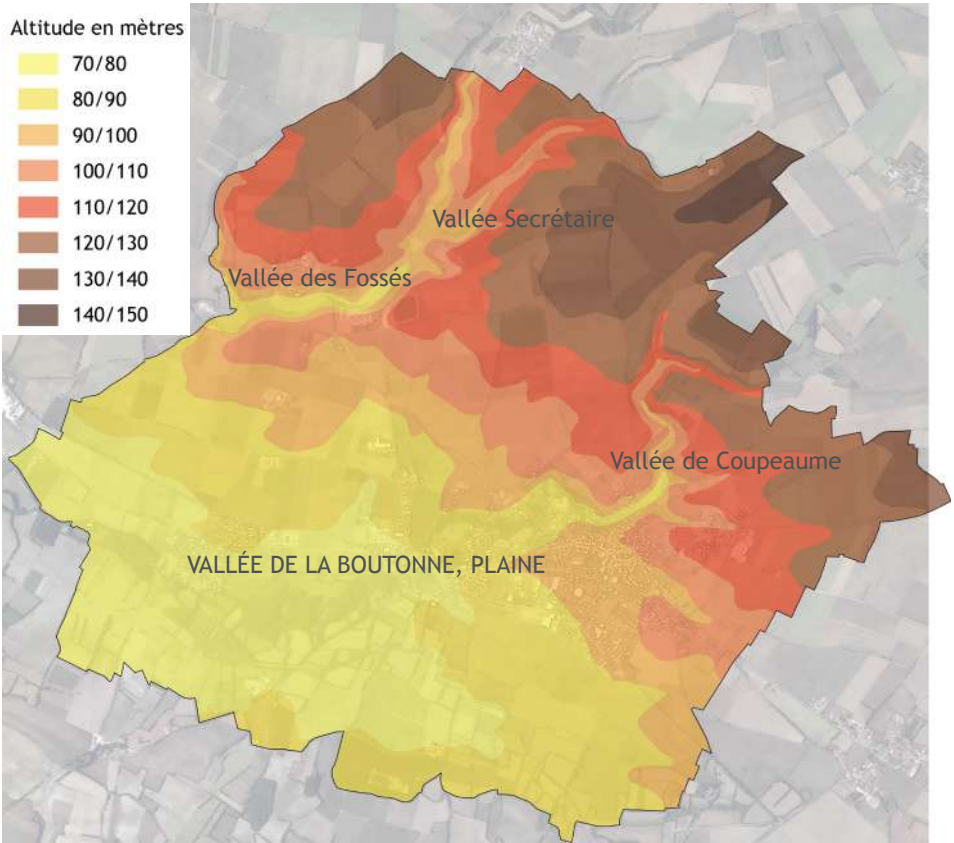 Altitude en mètres
70/80
80/90
90/100
100/110
110/120
120/130
130/140
140/150
Vallée Secrétaire
Vallée des Fossés
Vallée de Coupeaume
VALLÉE DE LA BOUTONNE, PLAINE